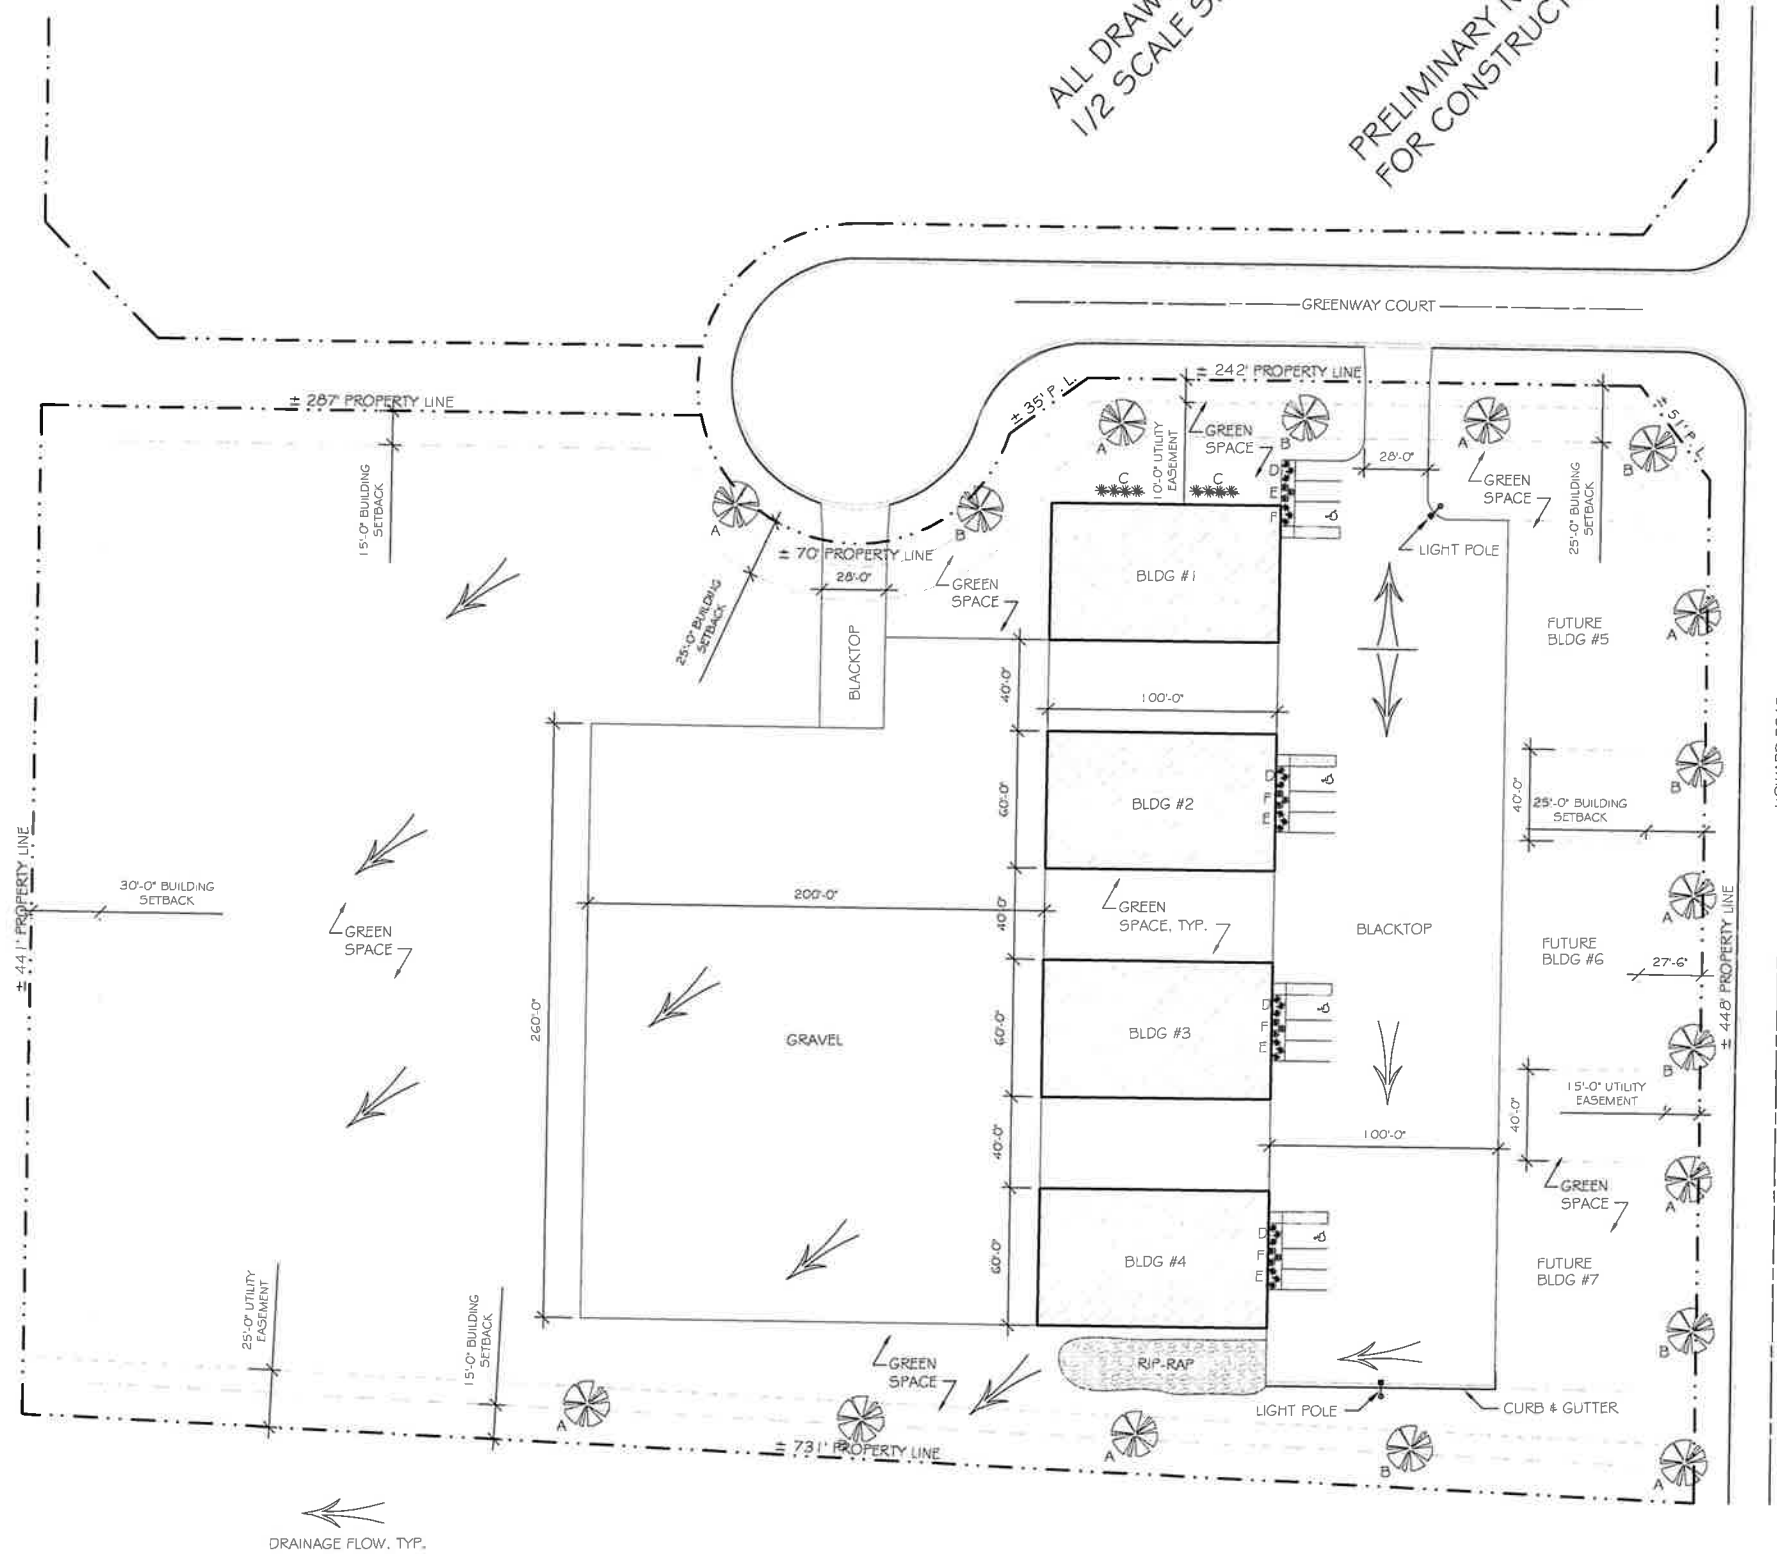 ALL DRAW
1/2 SCALE
PRELIMINARY
FOR CONSTRUCT
GREENWAY COURT
± 287' PROPERTY LINE
± 35' P.L.
± 242' PROPERTY LINE
± 51' P.L.
15'-0" BUILDING
SETBACK
A
B
A
B
A
B
GREEN
SPACE
10'-0" UTILITY
EASEMENT
C
C
D
E
F
28'-0"
GREEN
SPACE
25'-0" BUILDING
SETBACK
LIGHT POLE
± 70' PROPERTY LINE
28'-0"
25'-0" BUILDING
SETBACK
GREEN
SPACE
BLACKTOP
BLDG #1
FUTURE
BLDG #5
A
40'-0"
100'-0"
60'-0"
BLDG #2
D
F
E
B
40'-0"
25'-0" BUILDING
SETBACK
± 441' PROPERTY LINE
30'-0" BUILDING
SETBACK
GREEN
SPACE
200'-0"
40'-0"
GREEN
SPACE, TYP.
BLACKTOP
A
FUTURE
BLDG #6
27'-6"
± 448' PROPERTY LINE
260'-0"
GRAVEL
60'-0"
BLDG #3
D
F
E
B
15'-0" UTILITY
EASEMENT
40'-0"
100'-0"
40'-0"
GREEN
SPACE
A
60'-0"
BLDG #4
D
F
E
FUTURE
BLDG #7
25'-0" UTILITY
EASEMENT
15'-0" BUILDING
SETBACK
B
GREEN
SPACE
RIP-RAP
LIGHT POLE
CURB & GUTTER
A
B
± 731' PROPERTY LINE
A
B
A
DRAINAGE FLOW, TYP.